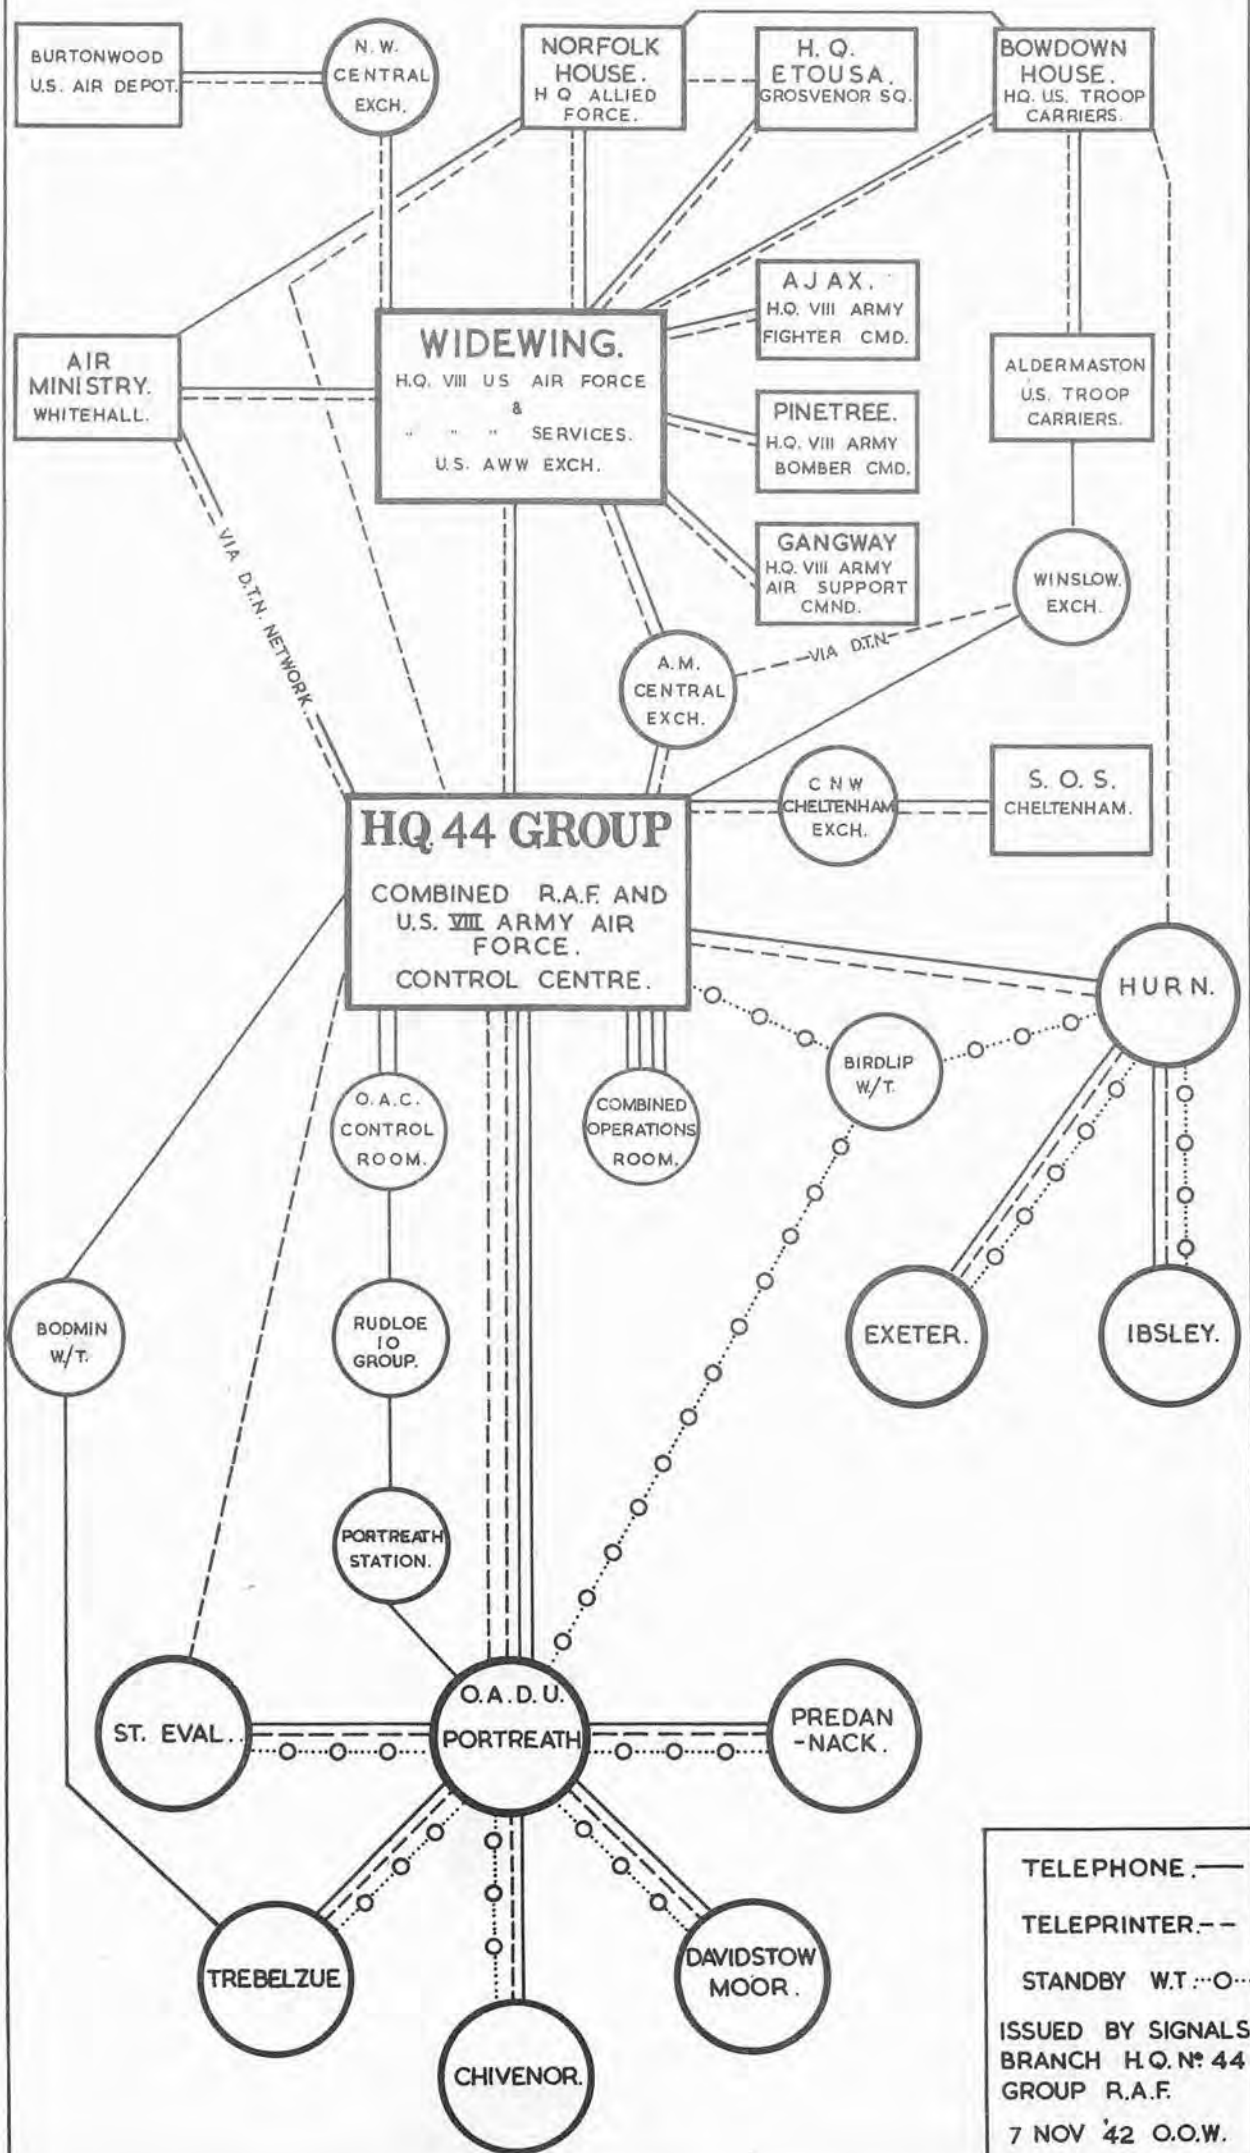 BURTONWOOD
U.S. AIR DEPOT.
N.W.
CENTRAL
EXCH.
NORFOLK
HOUSE.
H Q ALLIED
FORCE.
H. Q.
ETOUSA.
GROSVENOR SQ.
BOWDOWN
HOUSE.
HQ. U.S. TROOP
CARRIERS.
AIR
MINISTRY.
WHITEHALL.
WIDEWING.
H.Q. VIII US AIR FORCE
&
" " " SERVICES.
U.S. AWW EXCH.
AJAX.
H.Q. VIII ARMY
FIGHTER CMD.
PINETREE.
H.Q. VIII ARMY
BOMBER CMD.
GANGWAY
H.Q. VIII ARMY
AIR SUPPORT
CMND.
ALDERMASTON
U.S. TROOP
CARRIERS.
WINSLOW.
EXCH.
VIA D.T.N. NETWORK.
A.M.
CENTRAL
EXCH.
VIA D.T.N.
H.Q. 44 GROUP
COMBINED R.A.F. AND
U.S. VIII ARMY AIR
FORCE.
CONTROL CENTRE.
C N W
CHELTENHAM
EXCH.
S. O. S.
CHELTENHAM.
HURN.
BIRDLIP
W/T.
O.A.C.
CONTROL
ROOM.
COMBINED
OPERATIONS
ROOM.
BODMIN
W/T.
RUDLOE
10
GROUP.
EXETER.
IBSLEY.
PORTREATH
STATION.
ST. EVAL..
O.A.D.U.
PORTREATH
PREDAN
-NACK.
TREBELZUE
CHIVENOR.
DAVIDSTOW
MOOR.
TELEPHONE.
TELEPRINTER.
STANDBY W.T.
ISSUED BY SIGNALS
BRANCH H.Q. Nº 44
GROUP R.A.F.
7 NOV '42 O.O.W.